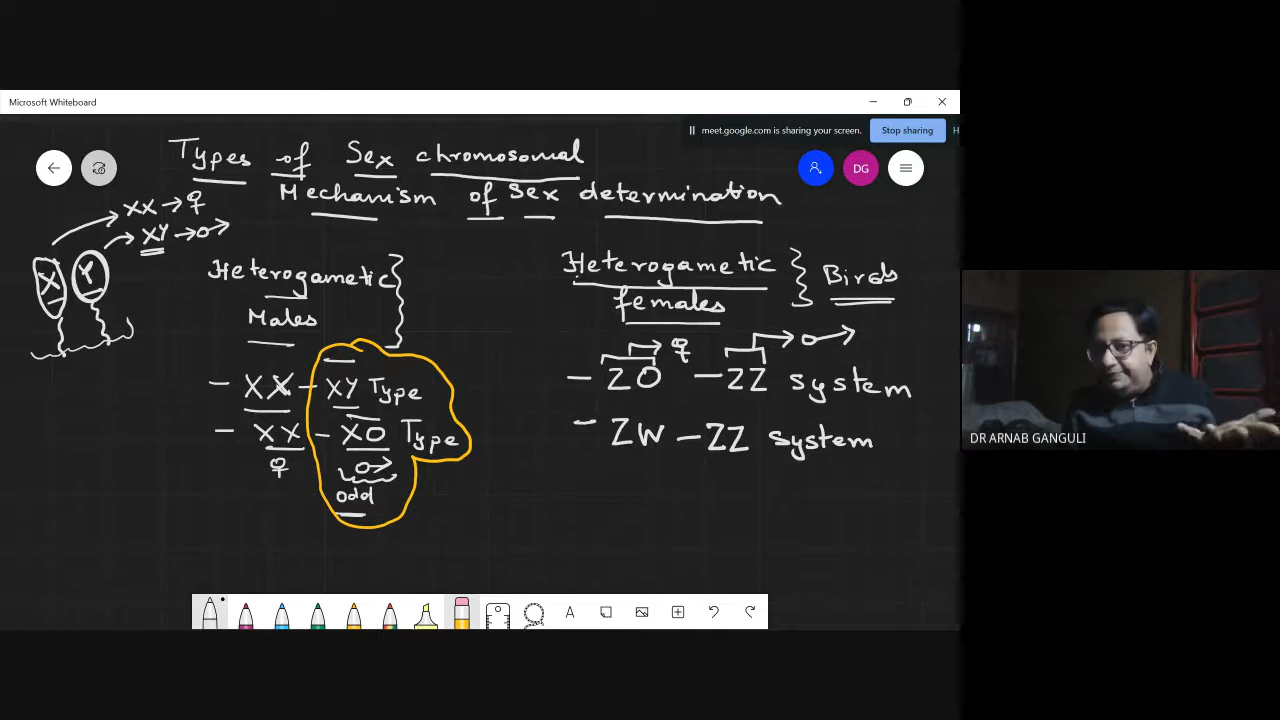 Microsoft Whiteboard
meet.google.com is sharing your screen.
Stop sharing
H
DG
Types of Sex chromosomal
Mechanism of Sex determination
XX → ♀
XY → ♂
X Y
Heterogametic
Males
- XX - XY Type
- XX - XO Type
♀ ♂
odd
Heterogametic
females
Birds
♀ ♂
- ZO - ZZ system
- ZW - ZZ system
A
DR ARNAB GANGULI